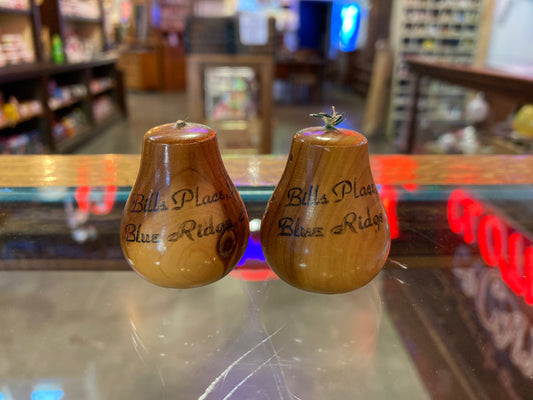 Bills Place,
Blue Ridge
Bills Place,
Blue Ridge